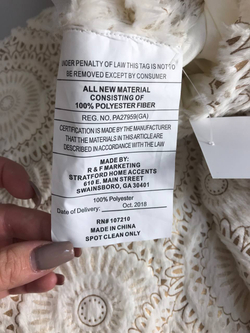 UNDER PENALTY OF LAW THIS TAG IS NOT TO
BE REMOVED EXCEPT BY CONSUMER
ALL NEW MATERIAL
CONSISTING OF
100% POLYESTER FIBER
REG. NO. PA27959(GA)
CERTIFICATION IS MADE BY THE MANUFACTURER
THAT THE MATERIALS IN THIS ARTICLE ARE
DESCRIBED IN ACCORDANCE WITH THE LAW
MADE BY:
R & F MARKETING
STRATFORD HOME ACCENTS
610 E. MAIN STREET
SWAINSBORO, GA 30401
100% Polyester
Date of Delivery: Oct. 2018
RN# 107210
MADE IN CHINA
SPOT CLEAN ONLY